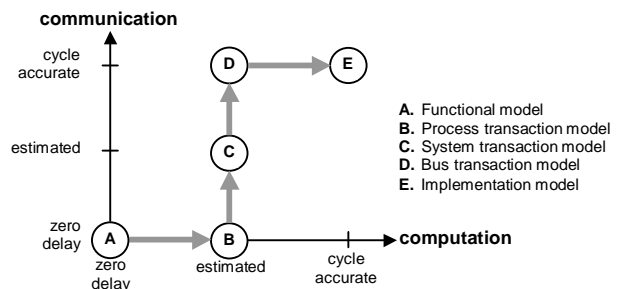 communication
cycle
accurate
D
E
A. Functional model
B. Process transaction model
C. System transaction model
D. Bus transaction model
E. Implementation model
estimated
C
zero
delay
A
B
computation
zero
delay
estimated
cycle
accurate